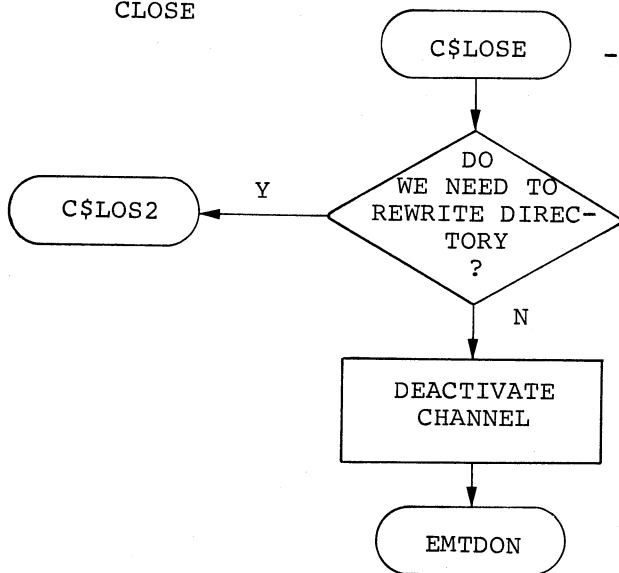 CLOSE
C$LOSE
DO
WE NEED TO
REWRITE DIREC-
TORY
?
Y
C$LOS2
N
DEACTIVATE
CHANNEL
EMTDON